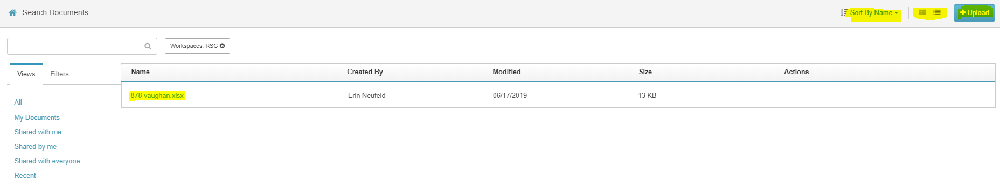 Search Documents
Sort By Name
Upload
Workspaces: RSC
Views Filters
Name Created By Modified Size Actions
878 vaughan.xlsx Erin Neufeld 06/17/2019 13 KB
All
My Documents
Shared with me
Shared by me
Shared with everyone
Recent